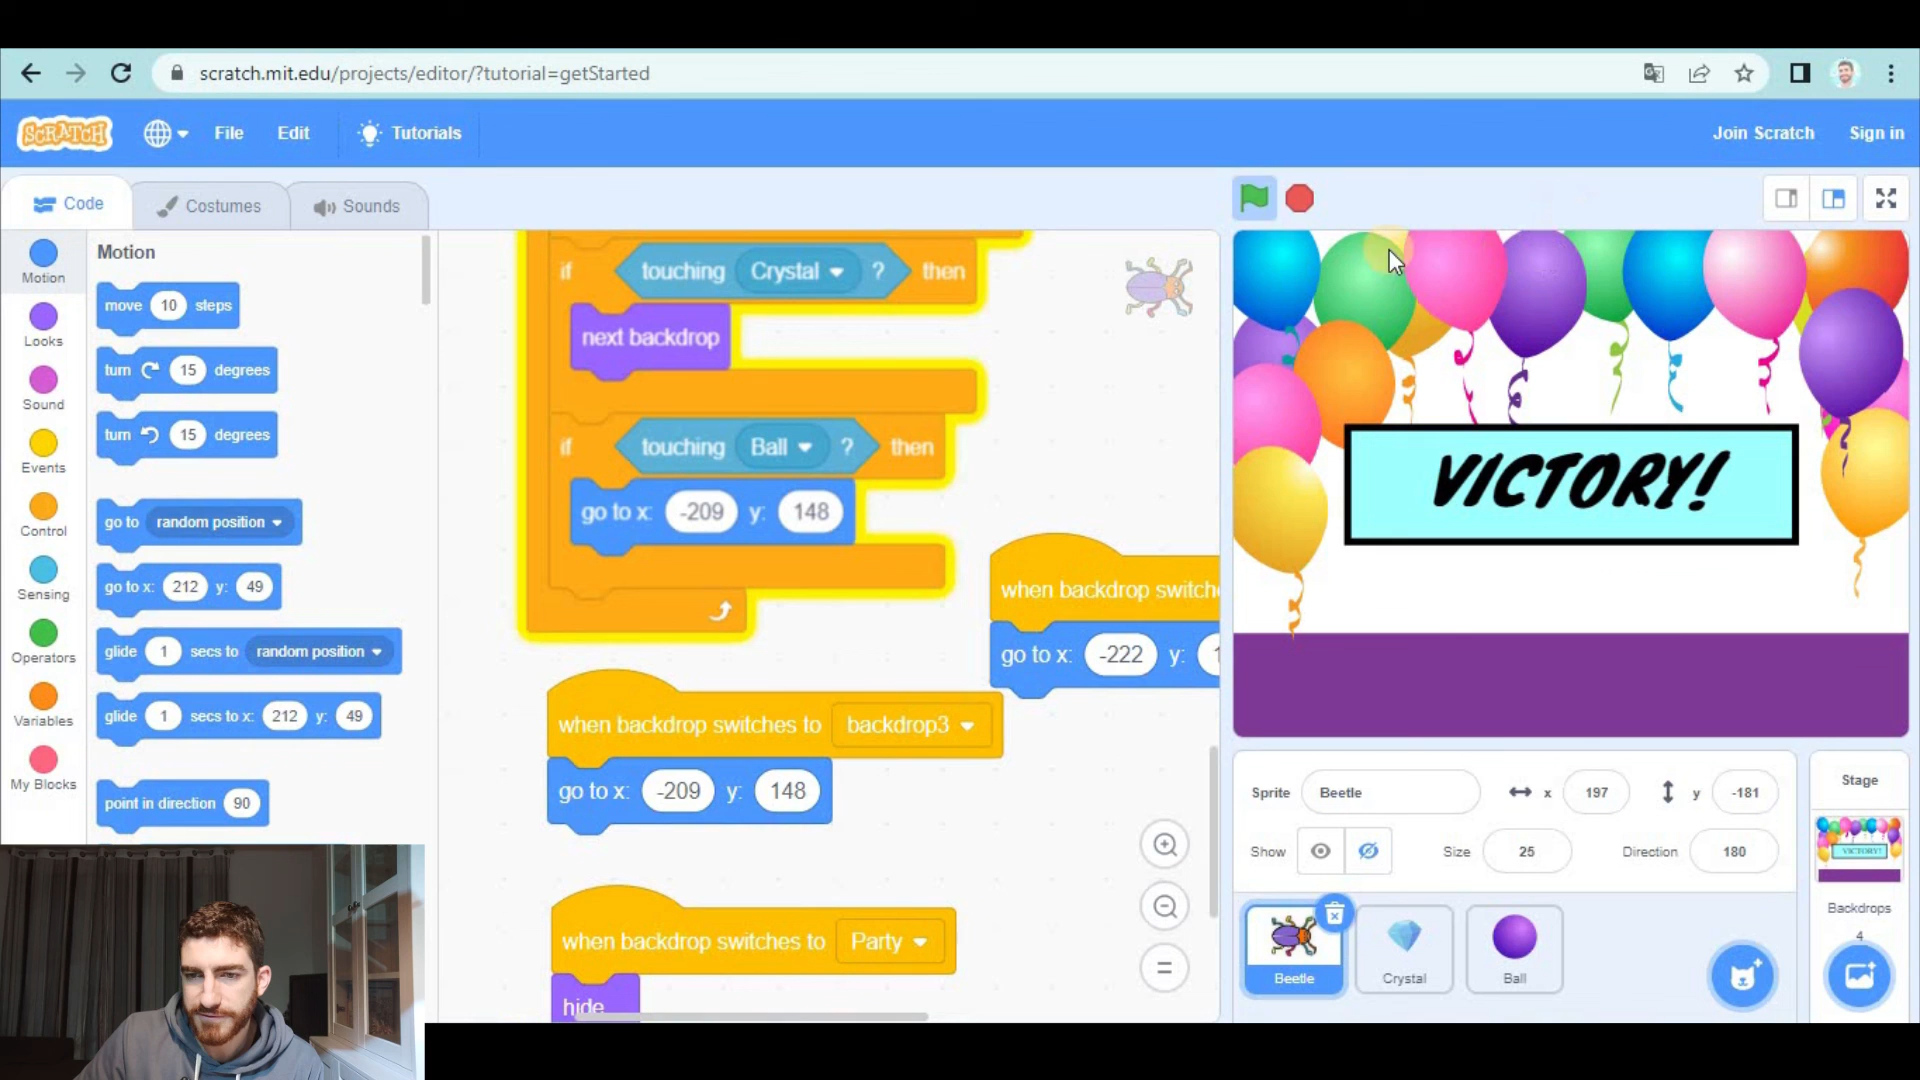 scratch.mit.edu/projects/editor/?tutorial=getStarted
SCRATCH File Edit Tutorials Join Scratch Sign in
Code Costumes Sounds
Motion
Looks
Sound
Events
Control
Sensing
Operators
Variables
My Blocks
Motion
move 10 steps
turn 15 degrees
turn 15 degrees
go to random position
go to x: 212 y: 49
glide 1 secs to random position
glide 1 secs to x: 212 y: 49
point in direction 90
if touching Crystal ? then
next backdrop
if touching Ball ? then
go to x: -209 y: 148
when backdrop switches to backdrop3
go to x: -209 y: 148
when backdrop switches to Party
hide
when backdrop switch
go to x: -222 y:
VICTORY!
Sprite Beetle x 197 y -181
Show Size 25 Direction 180
Beetle
Crystal
Ball
Stage
VICTORY!
Backdrops
4